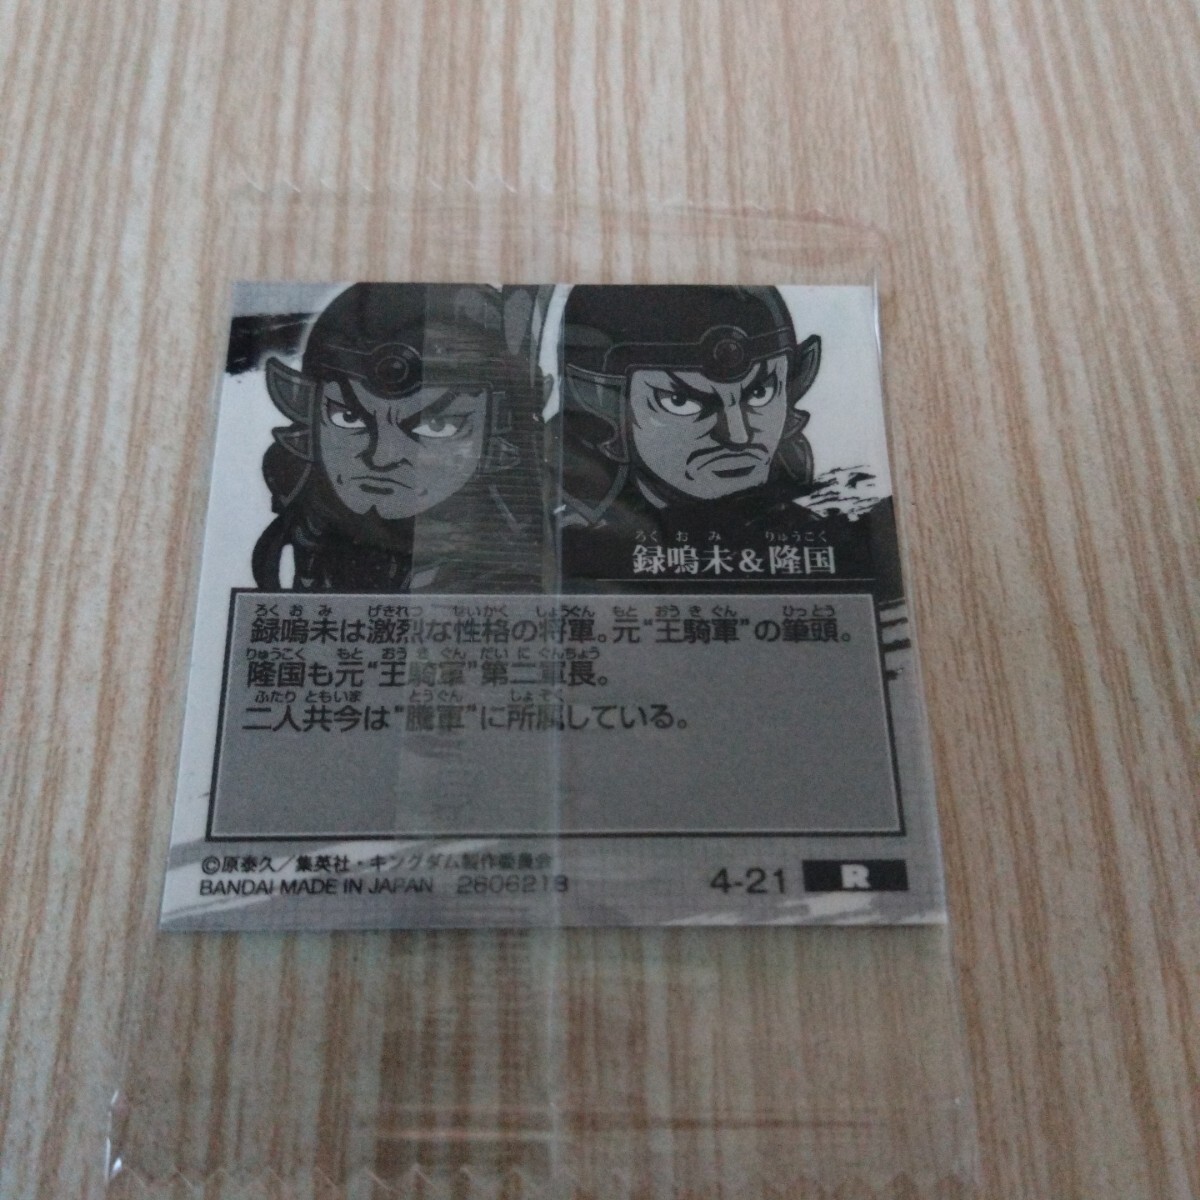 ろくおみ りゅうこく
録嗚未&隆国
ろくおみ げきれつ せいかく しょうぐん もと おうきぐん ひっとう
録嗚未は激烈な性格の将軍。元“王騎軍”の筆頭。
りゅうこく もと おうきぐん だいにぐんちょう
隆国も元“王騎軍”第二軍長。
ふたり ともいま とうぐん しょぞく
二人共今は“騰軍”に所属している。
©原泰久/集英社・キングダム製作委員会
BANDAI MADE IN JAPAN 2606213
4-21 R